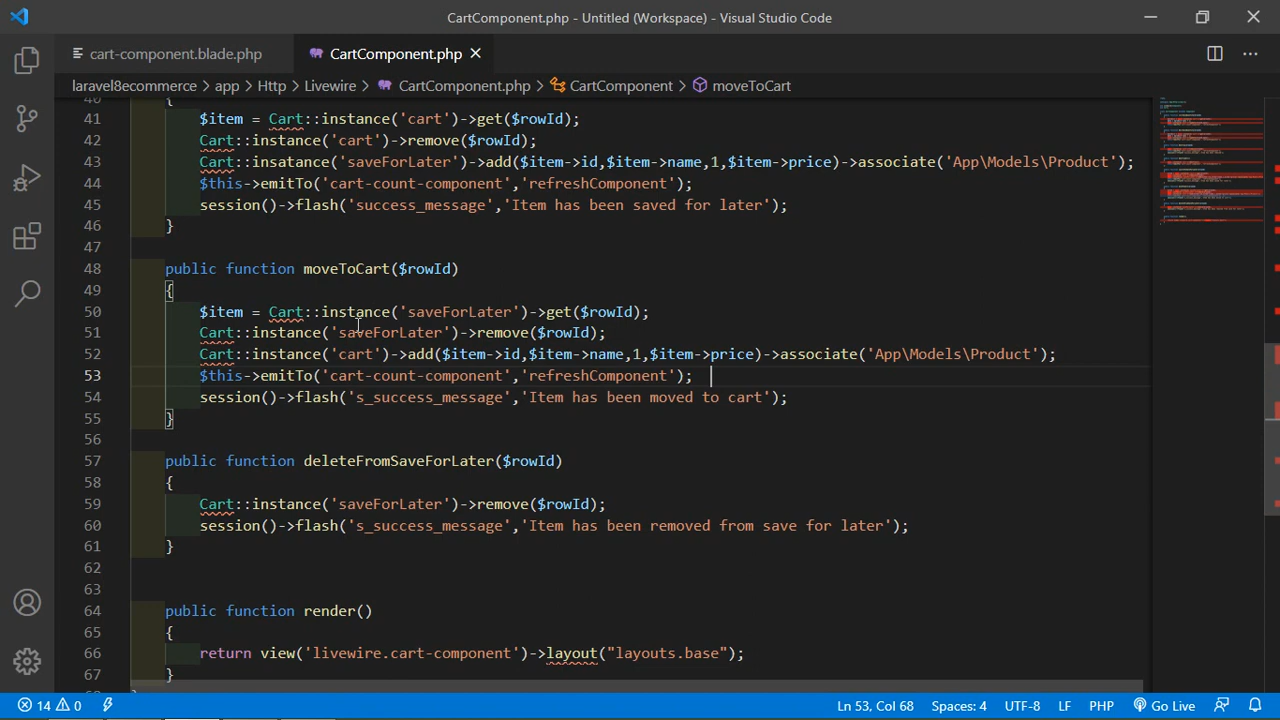 CartComponent.php - Untitled (Workspace) - Visual Studio Code
cart-component.blade.php
CartComponent.php
laravel8ecommerce > app > Http > Livewire > CartComponent.php > CartComponent > moveToCart
40 {
41 $item = Cart::instance('cart')->get($rowId);
42 Cart::instance('cart')->remove($rowId);
43 Cart::insatance('saveForLater')->add($item->id,$item->name,1,$item->price)->associate('App\Models\Product');
44 $this->emitTo('cart-count-component','refreshComponent');
45 session()->flash('success_message','Item has been saved for later');
46 }
47
48 public function moveToCart($rowId)
49 {
50 $item = Cart::instance('saveForLater')->get($rowId);
51 Cart::instance('saveForLater')->remove($rowId);
52 Cart::instance('cart')->add($item->id,$item->name,1,$item->price)->associate('App\Models\Product');
53 $this->emitTo('cart-count-component','refreshComponent');
54 session()->flash('s_success_message','Item has been moved to cart');
55 }
56
57 public function deleteFromSaveForLater($rowId)
58 {
59 Cart::instance('saveForLater')->remove($rowId);
60 session()->flash('s_success_message','Item has been removed from save for later');
61 }
62
63
64 public function render()
65 {
66 return view('livewire.cart-component')->layout("layouts.base");
67 }
68 }
14 0 Ln 53, Col 68 Spaces: 4 UTF-8 LF PHP Go Live